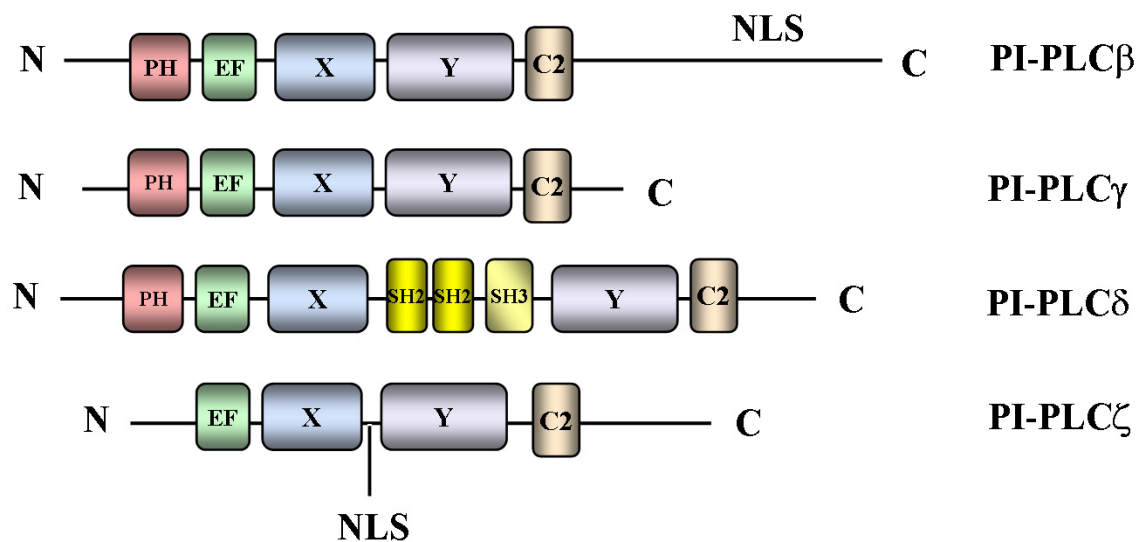 NLS
N PH EF X Y C2 C PI-PLCβ
N PH EF X Y C2 C PI-PLCγ
N PH EF X SH2 SH2 SH3 Y C2 C PI-PLCδ
N EF X Y C2 C PI-PLCζ
NLS